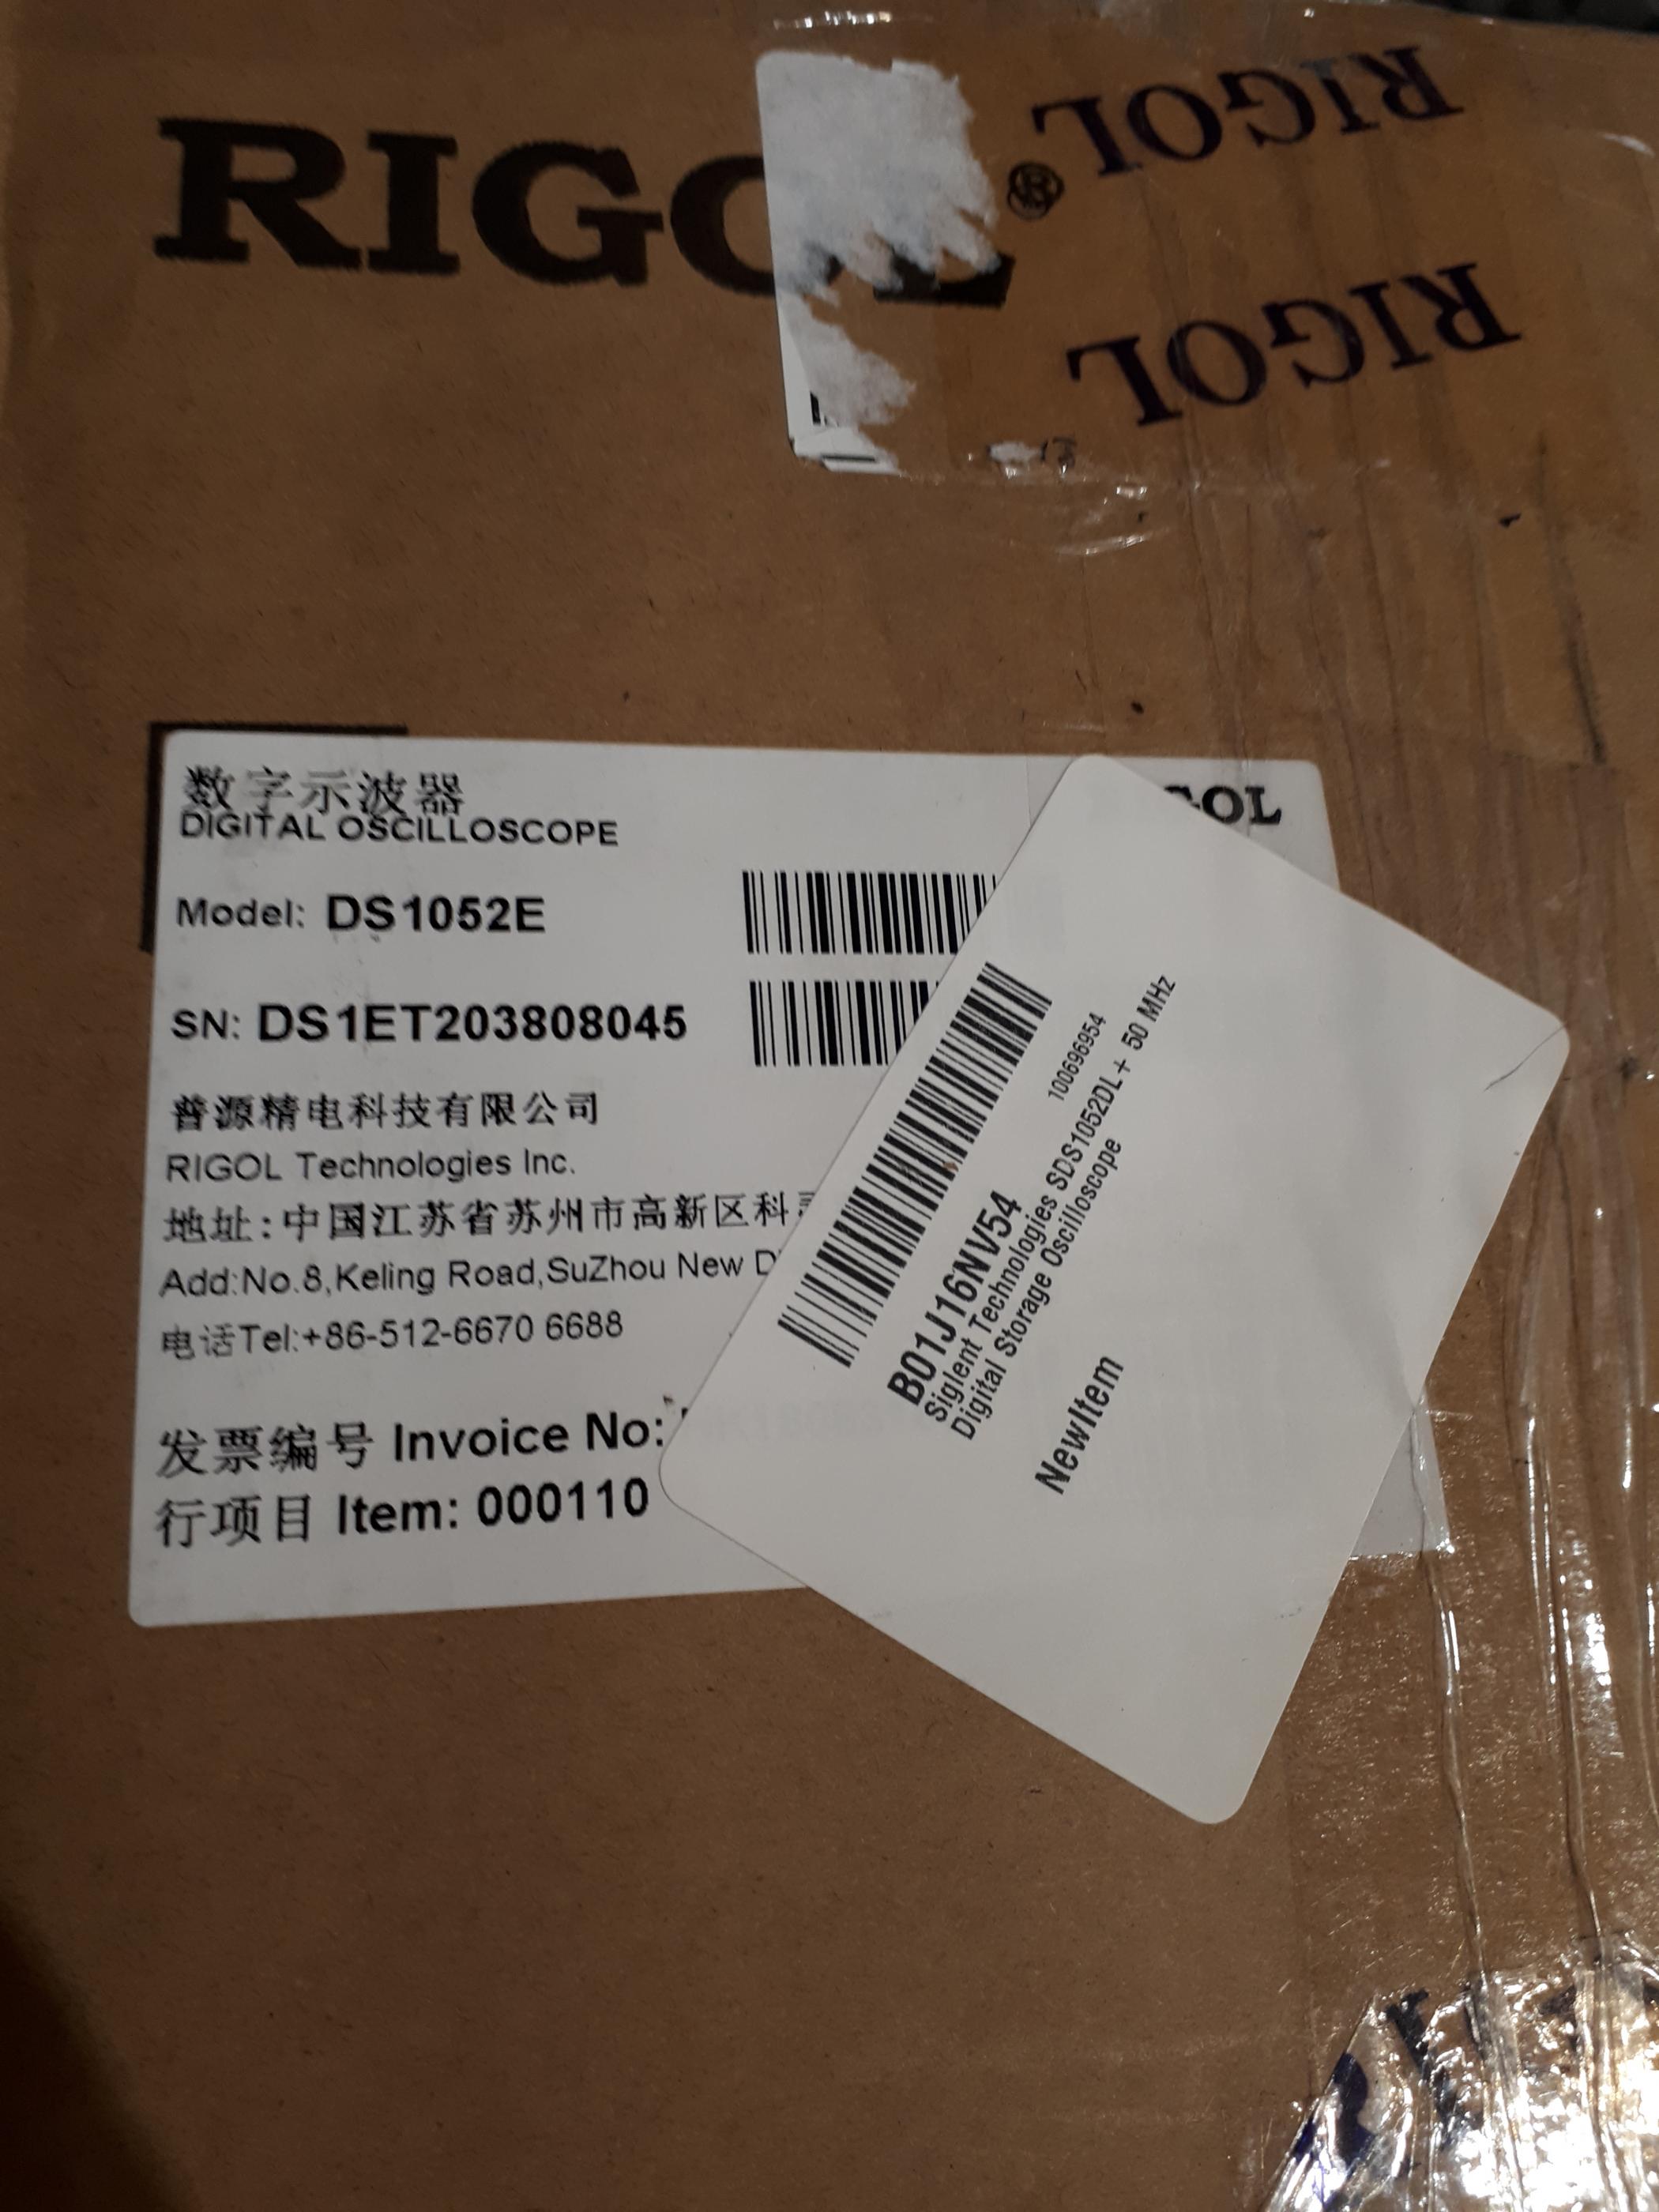 RIGOL®
RIGOL
RIGOL
数字示波器
DIGITAL OSCILLOSCOPE
GOL
Model: DS1052E
SN: DS1ET203808045
普源精电科技有限公司
RIGOL Technologies Inc.
地址:中国江苏省苏州市高新区科
Add:No.8,Keling Road,SuZhou New D
电话Tel:+86-512-6670 6688
发票编号 Invoice No:
行项目 Item: 000110
100696954
B01J16NV54
Siglent Technologies SDS1052DL+ 50 MHz
Digital Storage Oscilloscope
NewItem